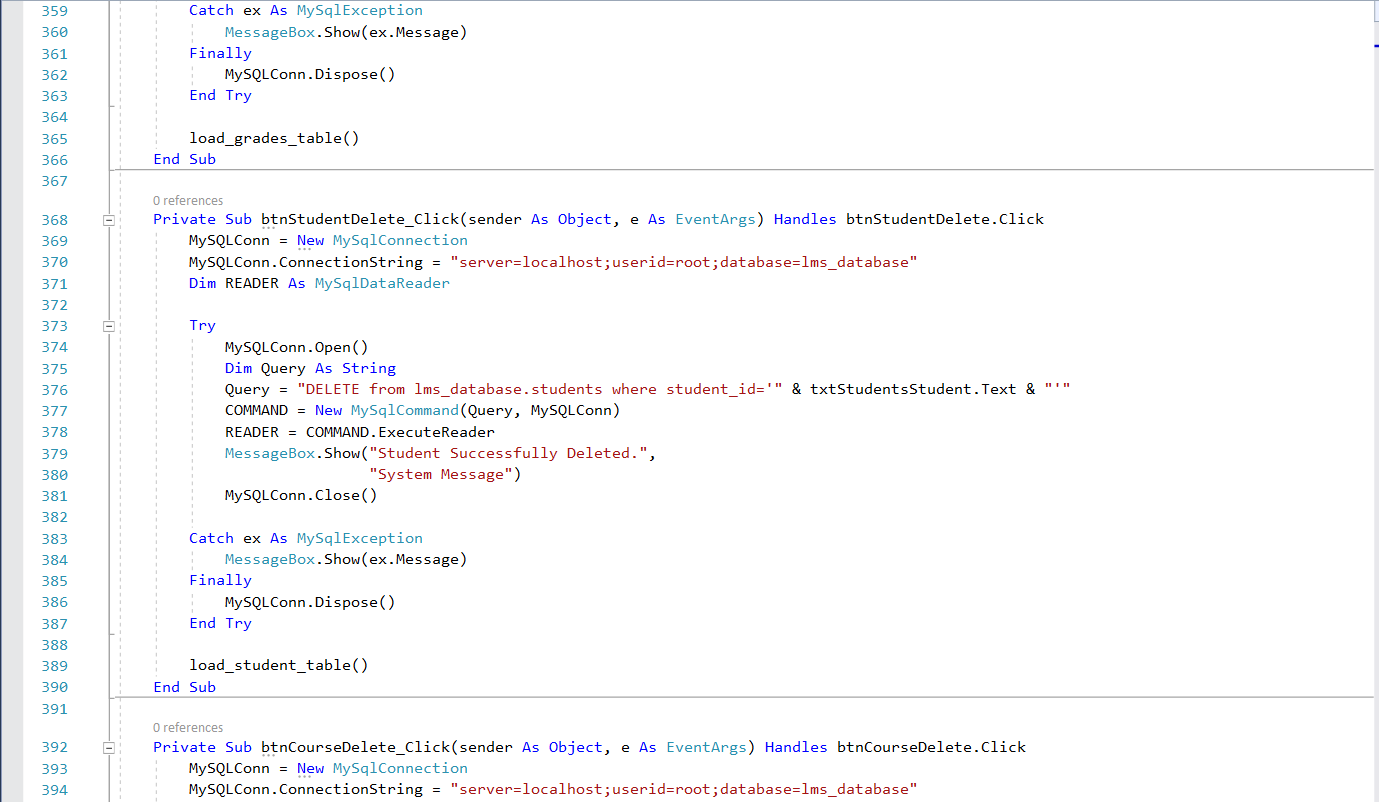 359 Catch ex As MySqlException
360 MessageBox.Show(ex.Message)
361 Finally
362 MySQLConn.Dispose()
363 End Try
364
365 load_grades_table()
366 End Sub
367
0 references
368 Private Sub btnStudentDelete_Click(sender As Object, e As EventArgs) Handles btnStudentDelete.Click
369 MySQLConn = New MySqlConnection
370 MySQLConn.ConnectionString = "server=localhost;userid=root;database=lms_database"
371 Dim READER As MySqlDataReader
372
373 Try
374 MySQLConn.Open()
375 Dim Query As String
376 Query = "DELETE from lms_database.students where student_id='" & txtStudentsStudent.Text & "'"
377 COMMAND = New MySqlCommand(Query, MySQLConn)
378 READER = COMMAND.ExecuteReader
379 MessageBox.Show("Student Successfully Deleted.",
380 "System Message")
381 MySQLConn.Close()
382
383 Catch ex As MySqlException
384 MessageBox.Show(ex.Message)
385 Finally
386 MySQLConn.Dispose()
387 End Try
388
389 load_student_table()
390 End Sub
391
0 references
392 Private Sub btnCourseDelete_Click(sender As Object, e As EventArgs) Handles btnCourseDelete.Click
393 MySQLConn = New MySqlConnection
394 MySQLConn.ConnectionString = "server=localhost;userid=root;database=lms_database"